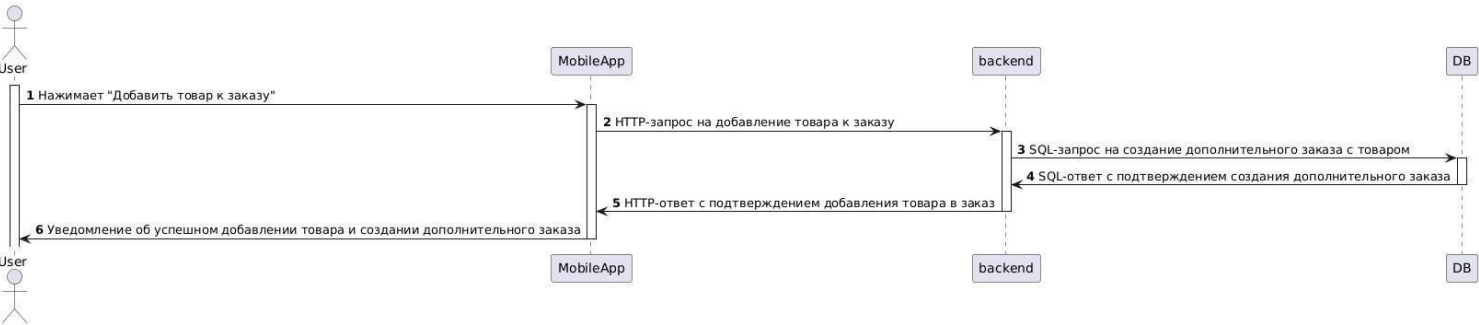 User
MobileApp
backend
DB
1 Нажимает "Добавить товар к заказу"
2 HTTP-запрос на добавление товара к заказу
3 SQL-запрос на создание дополнительного заказа с товаром
4 SQL-ответ с подтверждением создания дополнительного заказа
5 HTTP-ответ с подтверждением добавления товара в заказ
6 Уведомление об успешном добавлении товара и создании дополнительного заказа
User
MobileApp
backend
DB